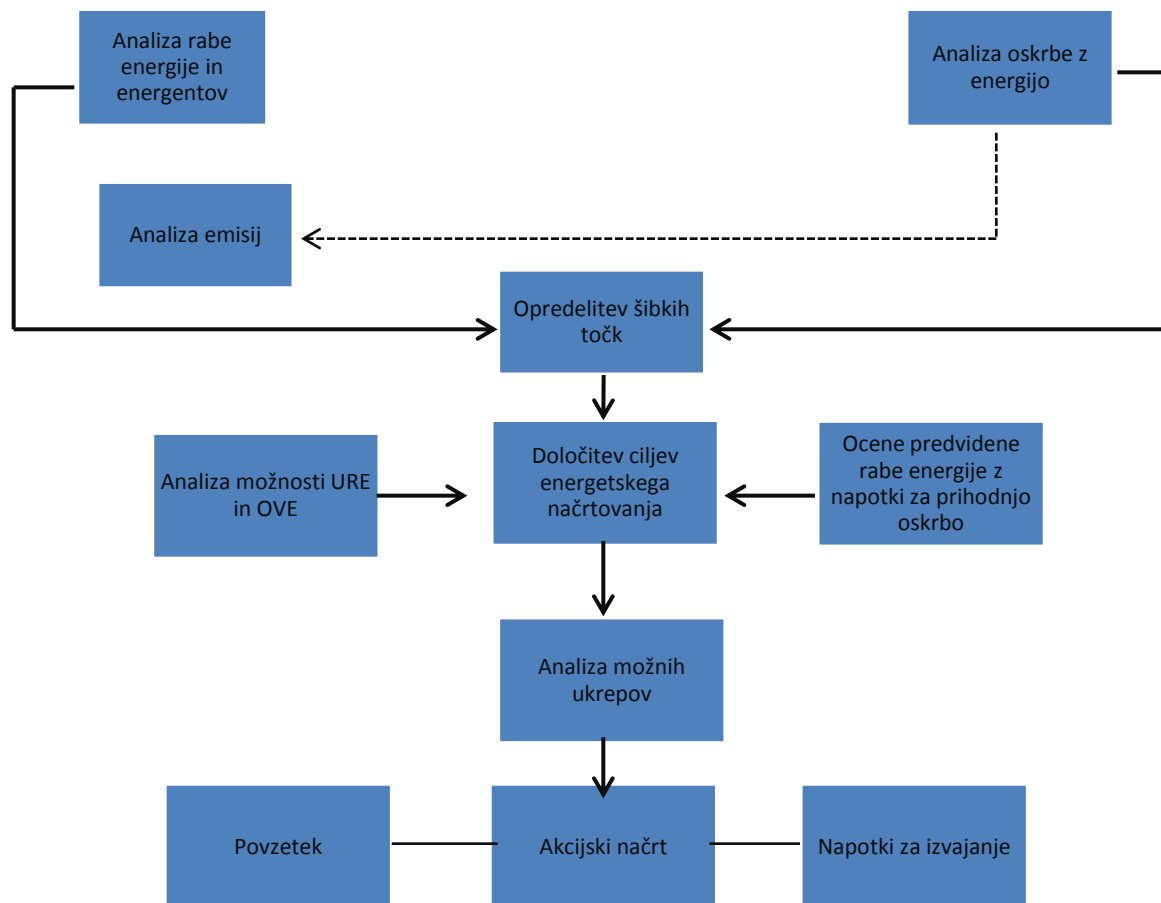 Analiza rabe
energije in
energentov
Analiza oskrbe z
energijo
Analiza emisij
Opredelitev šibkih
točk
Analiza možnosti URE
in OVE
Določitev ciljev
energetskega
načrtovanja
Ocene predvidene
rabe energije z
napotki za prihodnjo
oskrbo
Analiza možnih
ukrepov
Povzetek
Akcijski načrt
Napotki za izvajanje